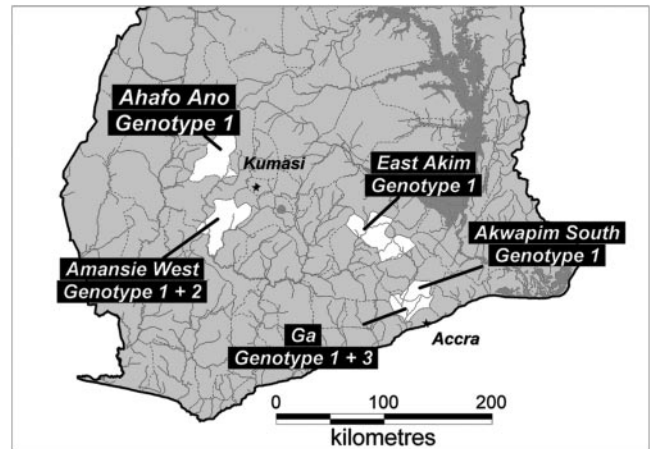 Ahafo Ano
Genotype 1
Kumasi
East Akim
Genotype 1
Akwapim South
Genotype 1
Amansie West
Genotype 1 + 2
Ga
Genotype 1 + 3
Accra
0 100 200
kilometres